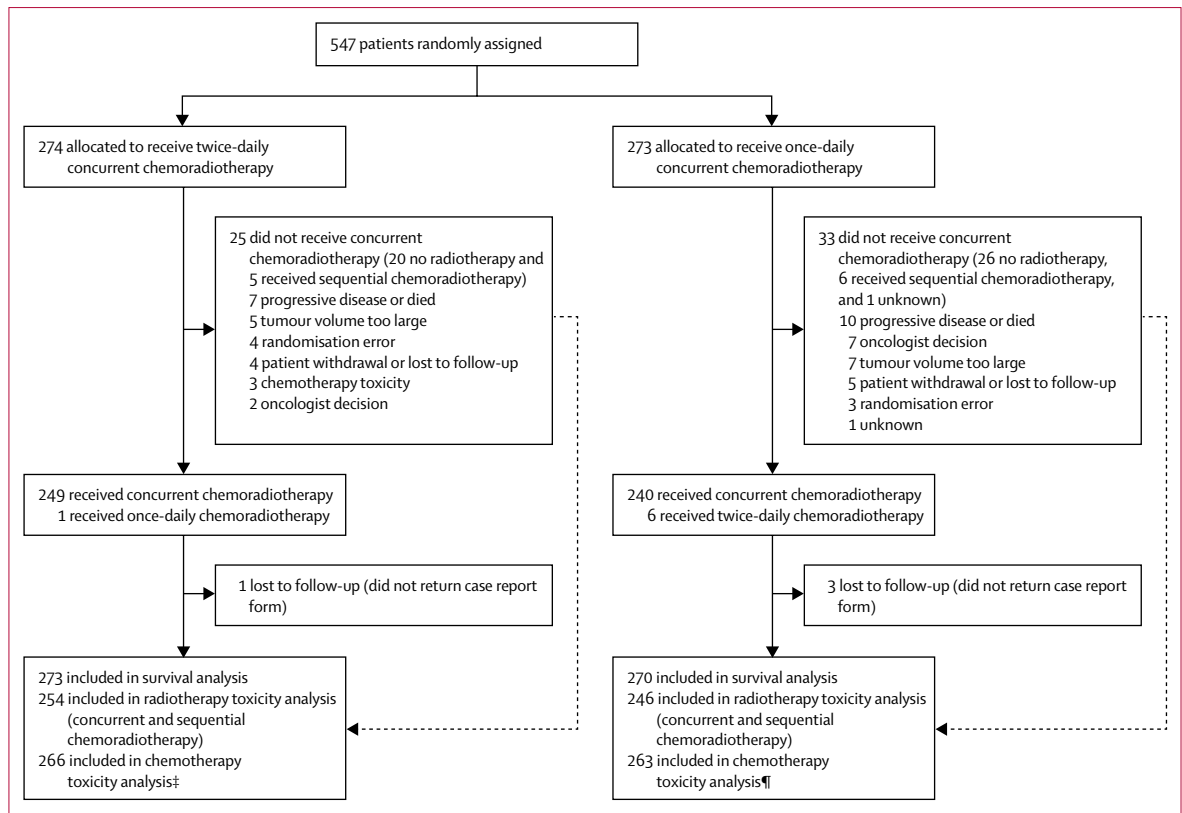 547 patients randomly assigned
274 allocated to receive twice-daily
concurrent chemoradiotherapy
273 allocated to receive once-daily
concurrent chemoradiotherapy
25 did not receive concurrent
chemoradiotherapy (20 no radiotherapy and
5 received sequential chemoradiotherapy)
7 progressive disease or died
5 tumour volume too large
4 randomisation error
4 patient withdrawal or lost to follow-up
3 chemotherapy toxicity
2 oncologist decision
33 did not receive concurrent
chemoradiotherapy (26 no radiotherapy,
6 received sequential chemoradiotherapy,
and 1 unknown)
10 progressive disease or died
7 oncologist decision
7 tumour volume too large
5 patient withdrawal or lost to follow-up
3 randomisation error
1 unknown
249 received concurrent chemoradiotherapy
1 received once-daily chemoradiotherapy
240 received concurrent chemoradiotherapy
6 received twice-daily chemoradiotherapy
1 lost to follow-up (did not return case report
form)
3 lost to follow-up (did not return case report
form)
273 included in survival analysis
254 included in radiotherapy toxicity analysis
(concurrent and sequential
chemoradiotherapy)
266 included in chemotherapy
toxicity analysis‡
270 included in survival analysis
246 included in radiotherapy toxicity analysis
(concurrent and sequential
chemoradiotherapy)
263 included in chemotherapy
toxicity analysis¶